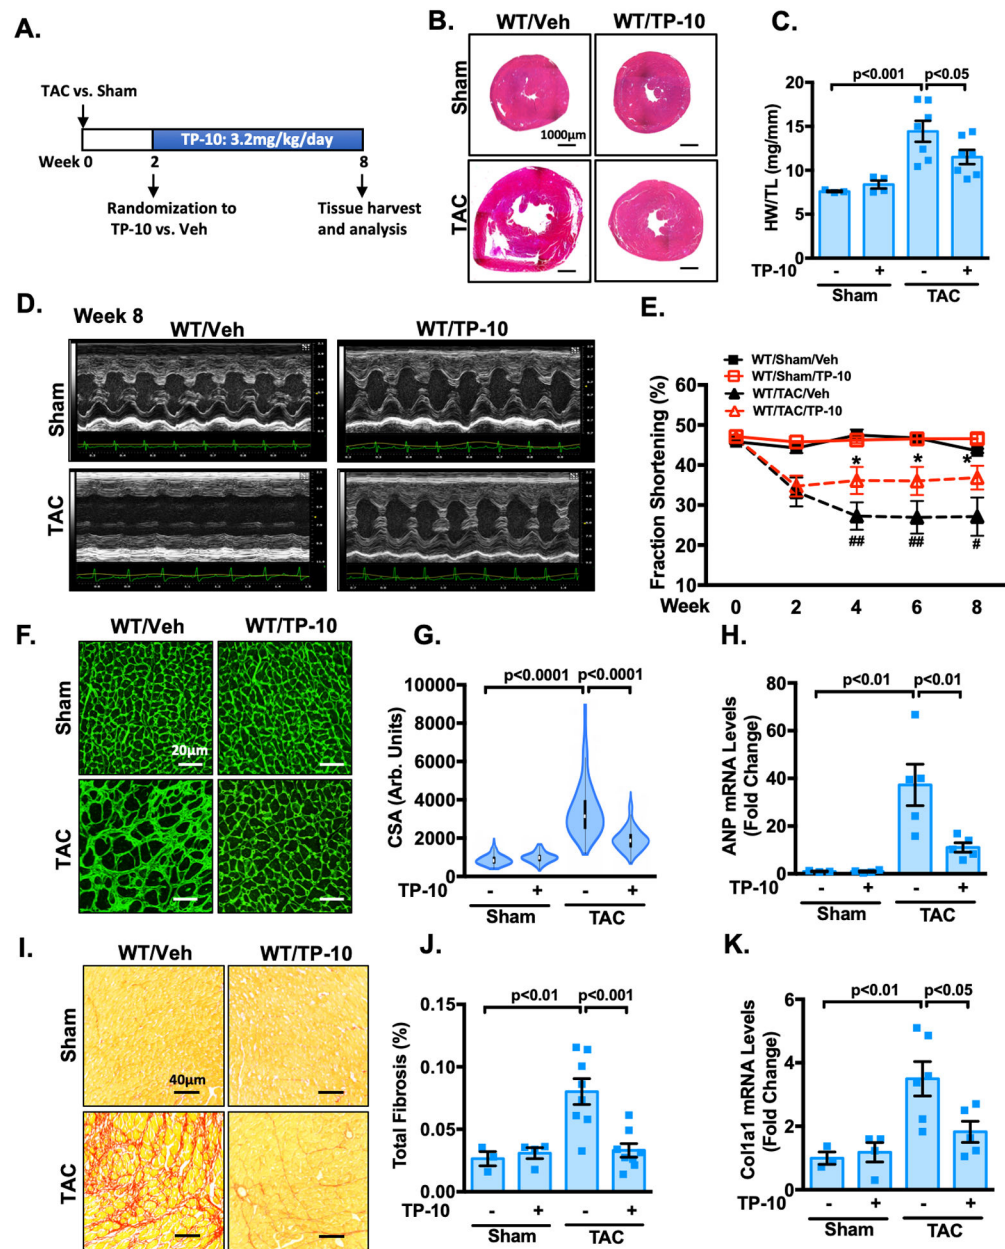 A.
TAC vs. Sham
TP-10: 3.2mg/kg/day
Week 0 2 8
Randomization to
TP-10 vs. Veh
Tissue harvest
and analysis
B.
WT/Veh WT/TP-10
Sham
1000µm
TAC
C.
p<0.001 p<0.05
HW/TL (mg/mm)
20
15
10
5
0
TP-10 - + - +
Sham TAC
D.
Week 8
WT/Veh WT/TP-10
Sham
TAC
E.
WT/Sham/Veh
WT/Sham/TP-10
WT/TAC/Veh
WT/TAC/TP-10
Fraction Shortening (%)
60
50
40
30
20
10
* * *
## ## #
Week 0 2 4 6 8
F.
WT/Veh WT/TP-10
Sham
20µm
TAC
G.
p<0.0001 p<0.0001
CSA (Arb. Units)
10000
8000
6000
4000
2000
0
TP-10 - + - +
Sham TAC
H.
p<0.01 p<0.01
ANP mRNA Levels
(Fold Change)
80
60
40
20
0
TP-10 - + - +
Sham TAC
I.
WT/Veh WT/TP-10
Sham
40µm
TAC
J.
p<0.01 p<0.001
Total Fibrosis (%)
0.15
0.10
0.05
0.00
TP-10 - + - +
Sham TAC
K.
p<0.01 p<0.05
Col1a1 mRNA Levels
(Fold Change)
6
4
2
0
TP-10 - + - +
Sham TAC